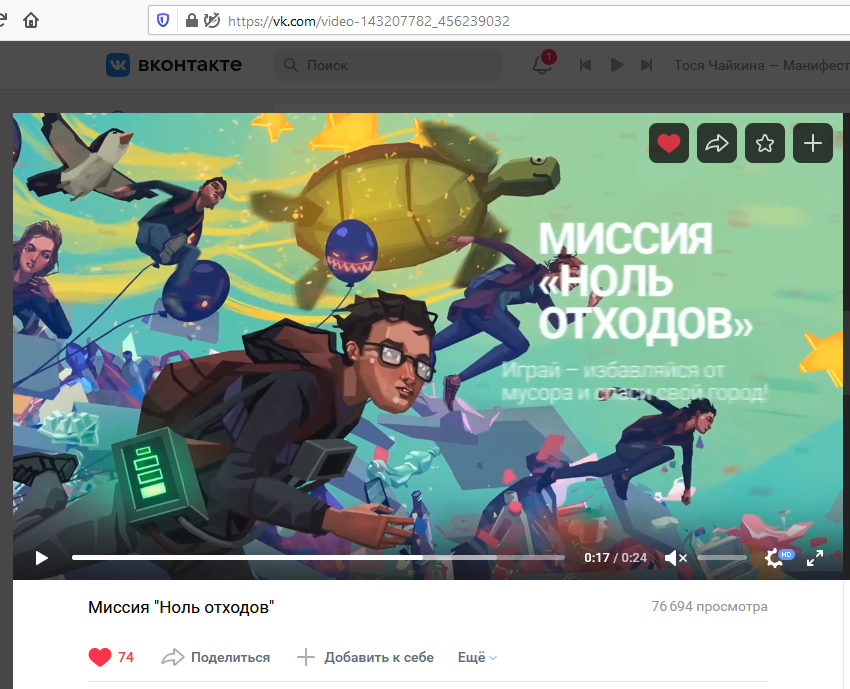 https://vk.com/video-143207782_456239032
вконтакте
Поиск
1
Тося Чайкина — Манифест
МИССИЯ
«НОЛЬ
ОТХОДОВ»
Играй – избавляйся от
мусора и спаси свой город!
0:17 / 0:24
HD
Миссия "Ноль отходов"
76 694 просмотра
74
Поделиться
Добавить к себе
Ещё